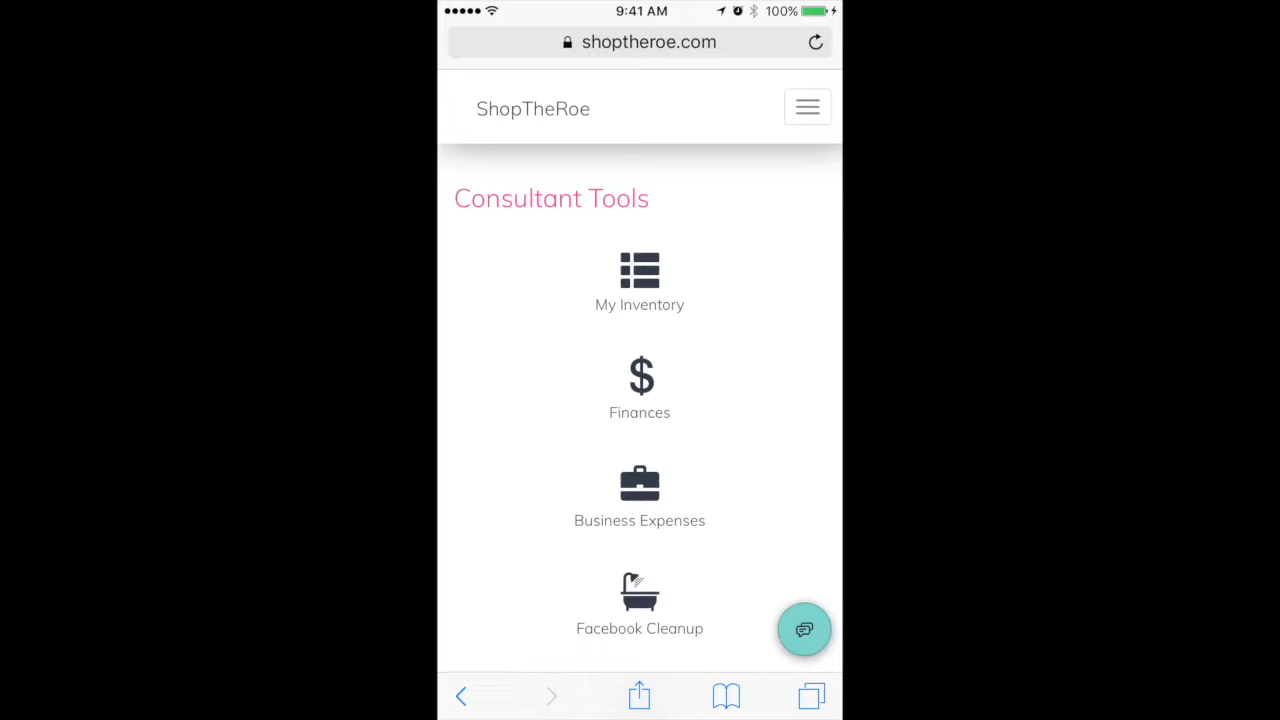 9:41 AM
100%
shoptheroe.com
ShopTheRoe
Consultant Tools
My Inventory
$
Finances
Business Expenses
Facebook Cleanup